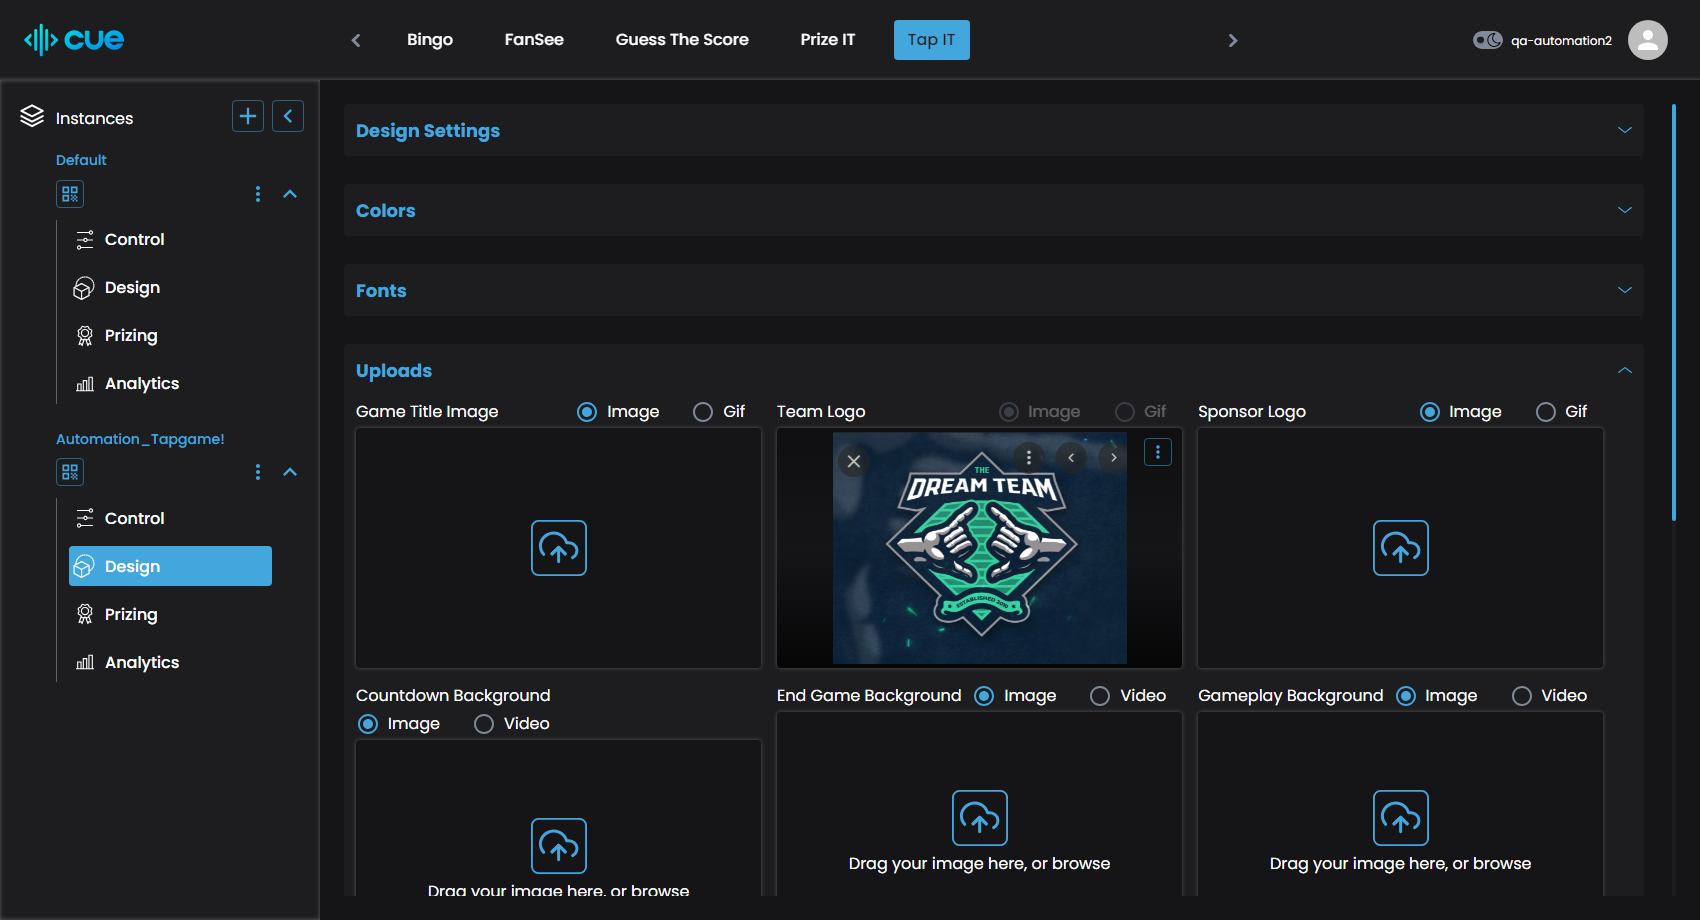 cue
Bingo
FanSee
Guess The Score
Prize IT
Tap IT
qa-automation2
Instances
Default
Control
Design
Prizing
Analytics
Automation_Tapgame!
Control
Design
Prizing
Analytics
Design Settings
Colors
Fonts
Uploads
Game Title Image
Image
Gif
Team Logo
Image
Gif
Sponsor Logo
Image
Gif
THE
DREAM TEAM
ESTABLISHED 2019
Countdown Background
Image
Video
End Game Background
Image
Video
Gameplay Background
Image
Video
Drag your image here, or browse
Drag your image here, or browse
Drag your image here, or browse